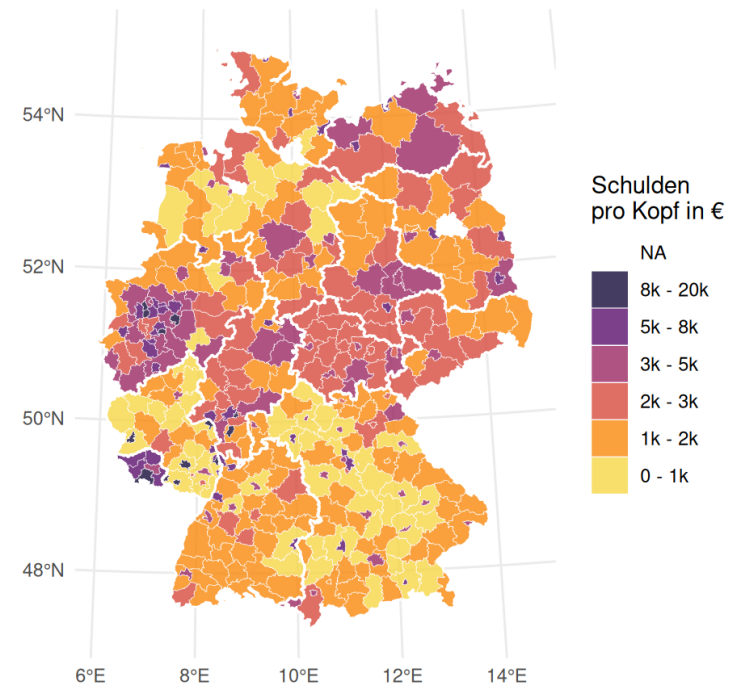 54°N
52°N
50°N
48°N
6°E
8°E
10°E
12°E
14°E
Schulden
pro Kopf in €
NA
8k - 20k
5k - 8k
3k - 5k
2k - 3k
1k - 2k
0 - 1k